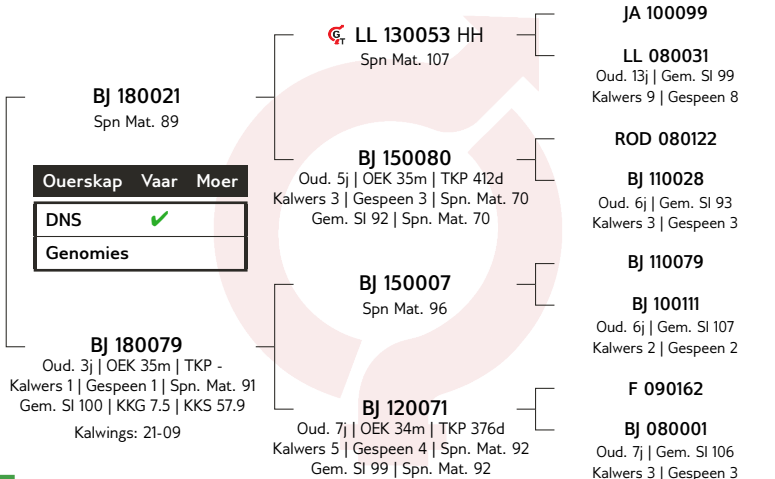 BJ 180021
Spn Mat. 89
Ouerskap Vaar Moer
DNS ✔
Genomies
BJ 180079
Oud. 3j | OEK 35m | TKP -
Kalwers 1 | Gespeen 1 | Spn. Mat. 91
Gem. SI 100 | KKG 7.5 | KKS 57.9
Kalwings: 21-09
GT LL 130053 HH
Spn Mat. 107
BJ 150080
Oud. 5j | OEK 35m | TKP 412d
Kalwers 3 | Gespeen 3 | Spn. Mat. 70
Gem. SI 92 | Spn. Mat. 70
BJ 150007
Spn Mat. 96
BJ 120071
Oud. 7j | OEK 34m | TKP 376d
Kalwers 5 | Gespeen 4 | Spn. Mat. 92
Gem. SI 99 | Spn. Mat. 92
JA 100099
LL 080031
Oud. 13j | Gem. SI 99
Kalwers 9 | Gespeen 8
ROD 080122
BJ 110028
Oud. 6j | Gem. SI 93
Kalwers 3 | Gespeen 3
BJ 110079
BJ 100111
Oud. 6j | Gem. SI 107
Kalwers 2 | Gespeen 2
F 090162
BJ 080001
Oud. 7j | Gem. SI 106
Kalwers 3 | Gespeen 3